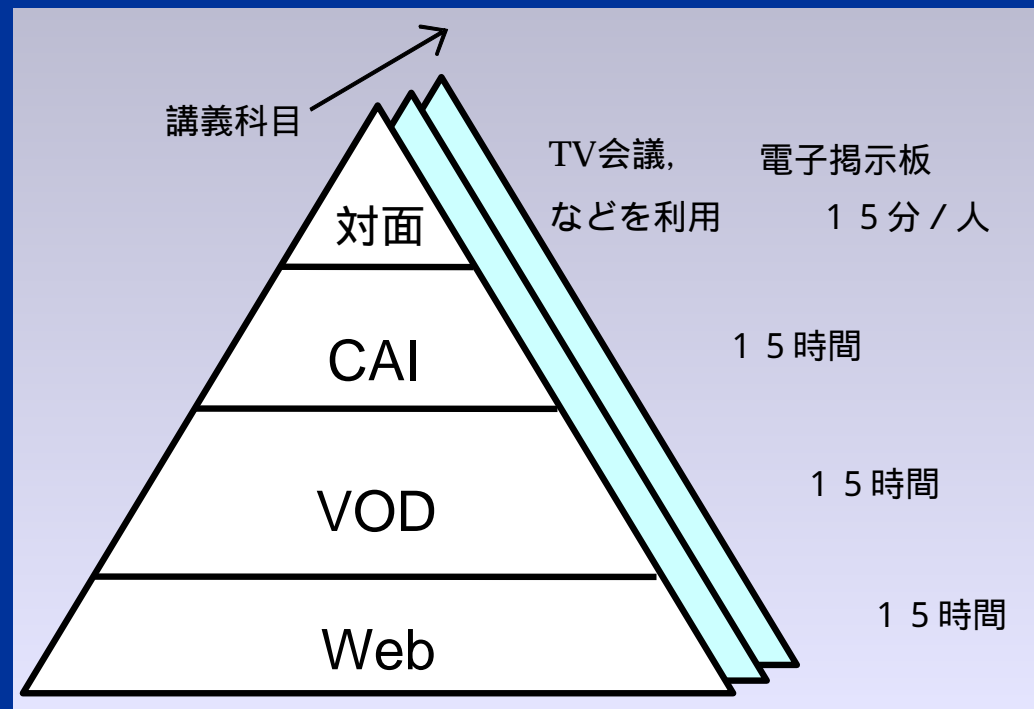 講義科目
TV会議, 電子掲示板
などを利用 １５分／人
対面
CAI
１５時間
VOD
１５時間
Web
１５時間